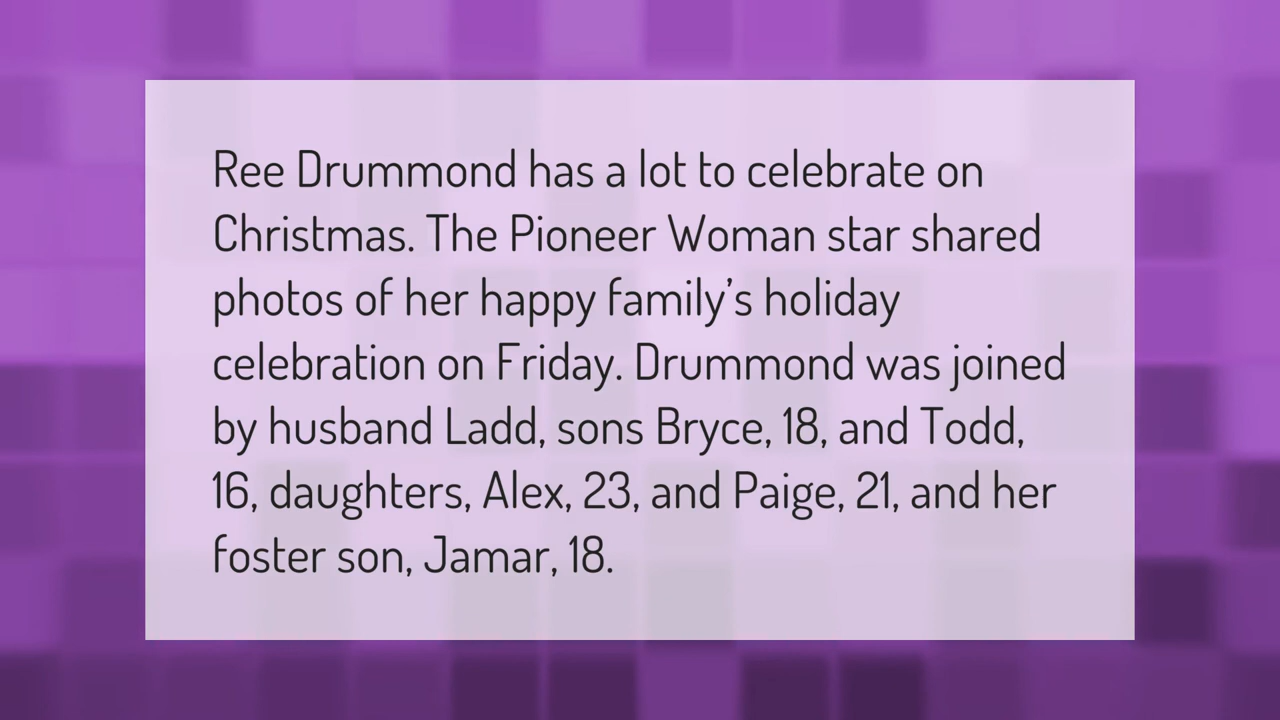 Ree Drummond has a lot to celebrate on
Christmas. The Pioneer Woman star shared
photos of her happy family’s holiday
celebration on Friday. Drummond was joined
by husband Ladd, sons Bryce, 18, and Todd,
16, daughters, Alex, 23, and Paige, 21, and her
foster son, Jamar, 18.